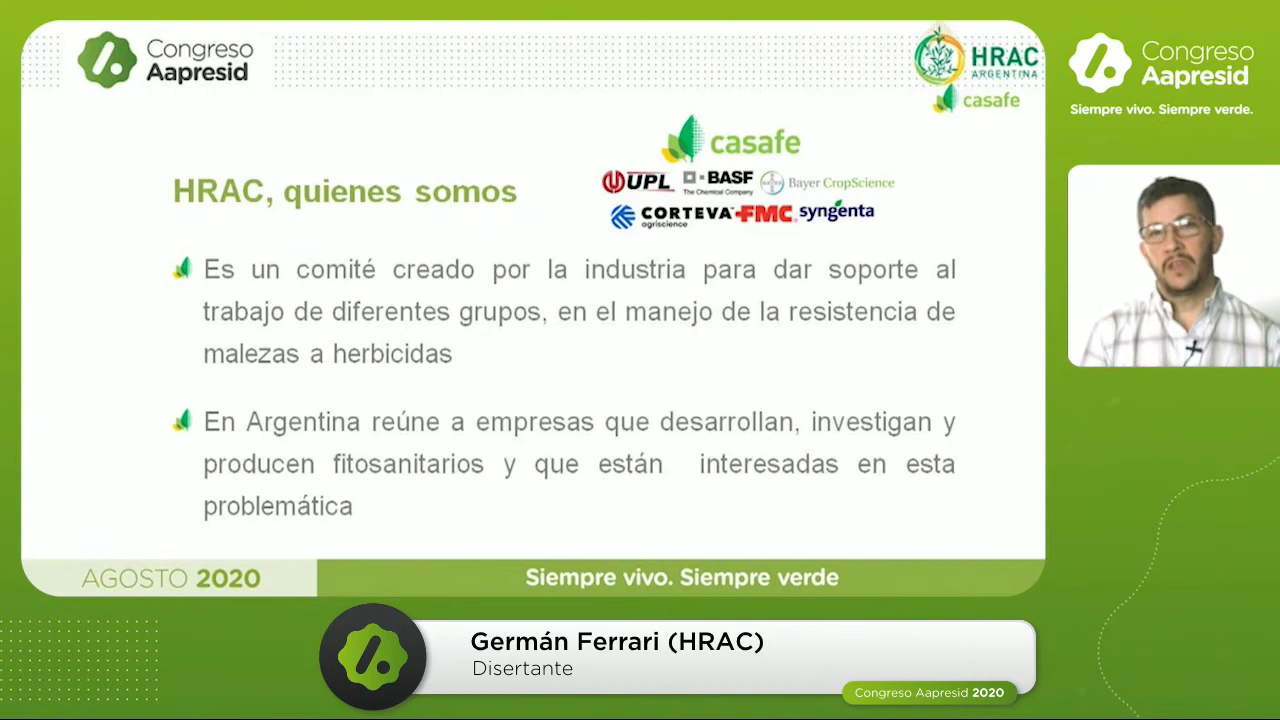 Congreso
Aapresid
HRAC
ARGENTINA
casafe
Congreso
Aapresid
Siempre vivo. Siempre verde.
casafe
UPL
BASF
The Chemical Company
Bayer CropScience
CORTEVA™
agriscience
FMC
syngenta
HRAC, quienes somos
Es un comité creado por la industria para dar soporte al
trabajo de diferentes grupos, en el manejo de la resistencia de
malezas a herbicidas
En Argentina reúne a empresas que desarrollan, investigan y
producen fitosanitarios y que están interesadas en esta
problemática
AGOSTO 2020
Siempre vivo. Siempre verde
Germán Ferrari (HRAC)
Disertante
Congreso Aapresid 2020